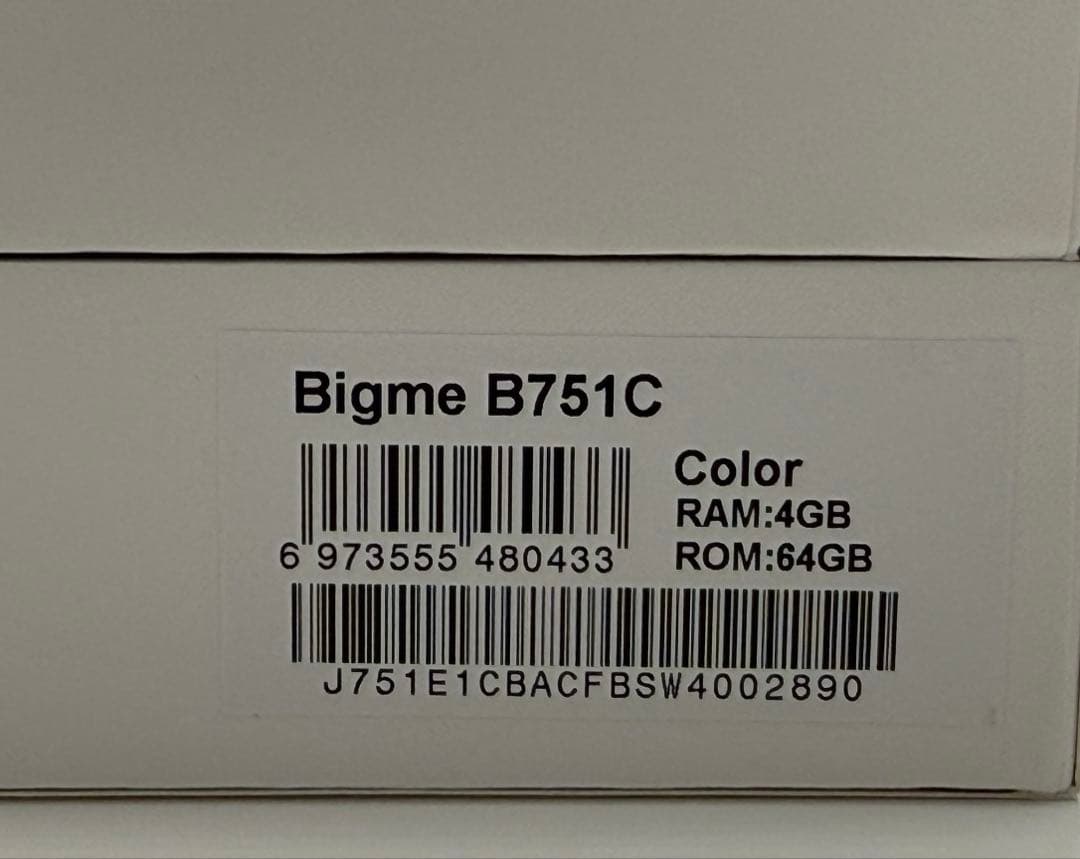 Bigme B751C
Color
RAM:4GB
ROM:64GB
6 973555 480433
J751E1CBACFBSW4002890